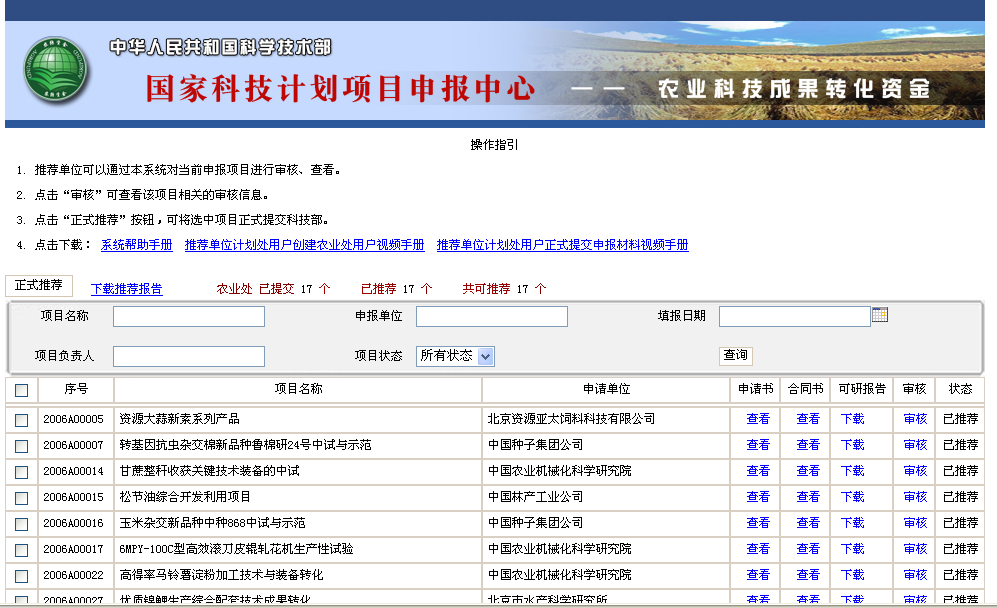 中华人民共和国科学技术部
国家科技计划项目申报中心 —— 农业科技成果转化资金
操作指引
1. 推荐单位可以通过本系统对当前申报项目进行审核、查看。
2. 点击“审核”可查看该项目相关的审核信息。
3. 点击“正式推荐”按钮，可将选中项目正式提交科技部。
4. 点击下载： 系统帮助手册 推荐单位计划处用户创建农业处用户视频手册 推荐单位计划处用户正式提交申报材料视频手册
正式推荐 下载推荐报告 农业处 已提交 17 个 已推荐 17 个 共可推荐 17 个
项目名称 申报单位 填报日期
项目负责人 项目状态 所有状态 查询
序号 项目名称 申请单位 申请书 合同书 可研报告 审核 状态
2006A00005 资源大蒜新素系列产品 北京资源亚太饲料科技有限公司 查看 查看 下载 审核 已推荐
2006A00007 转基因抗虫杂交棉新品种鲁棉研24号中试与示范 中国种子集团公司 查看 查看 下载 审核 已推荐
2006A00014 甘蔗整秆收获关键技术装备的中试 中国农业机械化科学研究院 查看 查看 下载 审核 已推荐
2006A00015 松节油综合开发利用项目 中国林产工业公司 查看 查看 下载 审核 已推荐
2006A00016 玉米杂交新品种中种868中试与示范 中国种子集团公司 查看 查看 下载 审核 已推荐
2006A00017 6MPY-100C型高效滚刀皮辊轧花机生产性试验 中国农业机械化科学研究院 查看 查看 下载 审核 已推荐
2006A00022 高得率马铃薯淀粉加工技术与装备转化 中国农业机械化科学研究院 查看 查看 下载 审核 已推荐
2006A00027 优质锦鲤生产综合配套技术成果转化 北京市水产科学研究所 查看 查看 下载 审核 已推荐